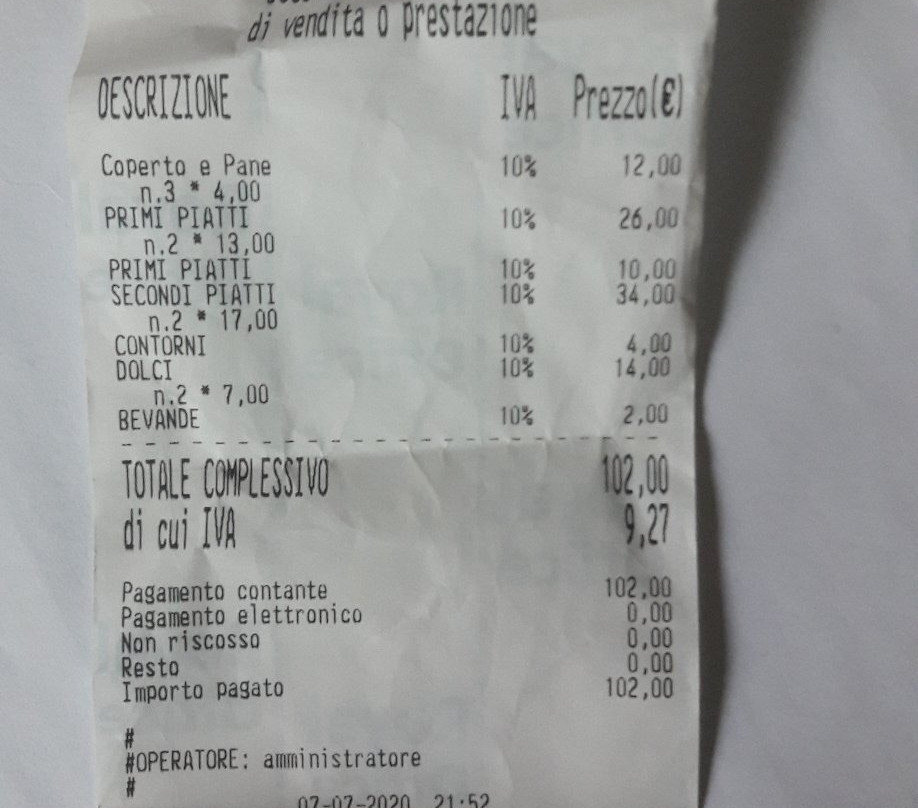 di vendita o prestazione
DESCRIZIONE IVA Prezzo(€)
Coperto e Pane 10% 12,00
n.3 * 4,00
PRIMI PIATTI 10% 26,00
n.2 * 13,00
PRIMI PIATTI 10% 10,00
SECONDI PIATTI 10% 34,00
n.2 * 17,00
CONTORNI 10% 4,00
DOLCI 10% 14,00
n.2 * 7,00
BEVANDE 10% 2,00
TOTALE COMPLESSIVO 102,00
di cui IVA 9,27
Pagamento contante 102,00
Pagamento elettronico 0,00
Non riscosso 0,00
Resto 0,00
Importo pagato 102,00
#
#OPERATORE: amministratore
#
07-07-2020 21:52